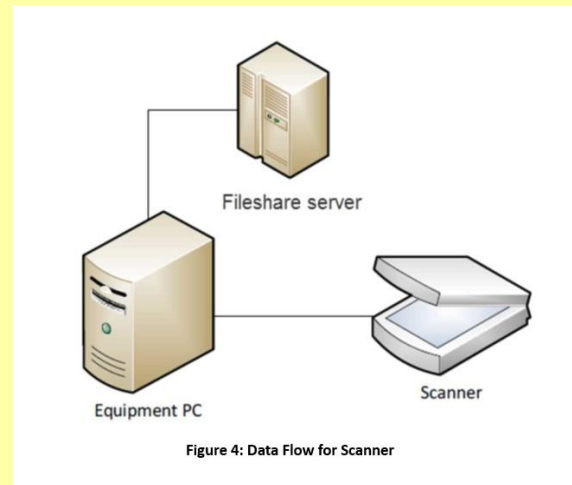 Fileshare server
Scanner
Equipment PC
Figure 4: Data Flow for Scanner